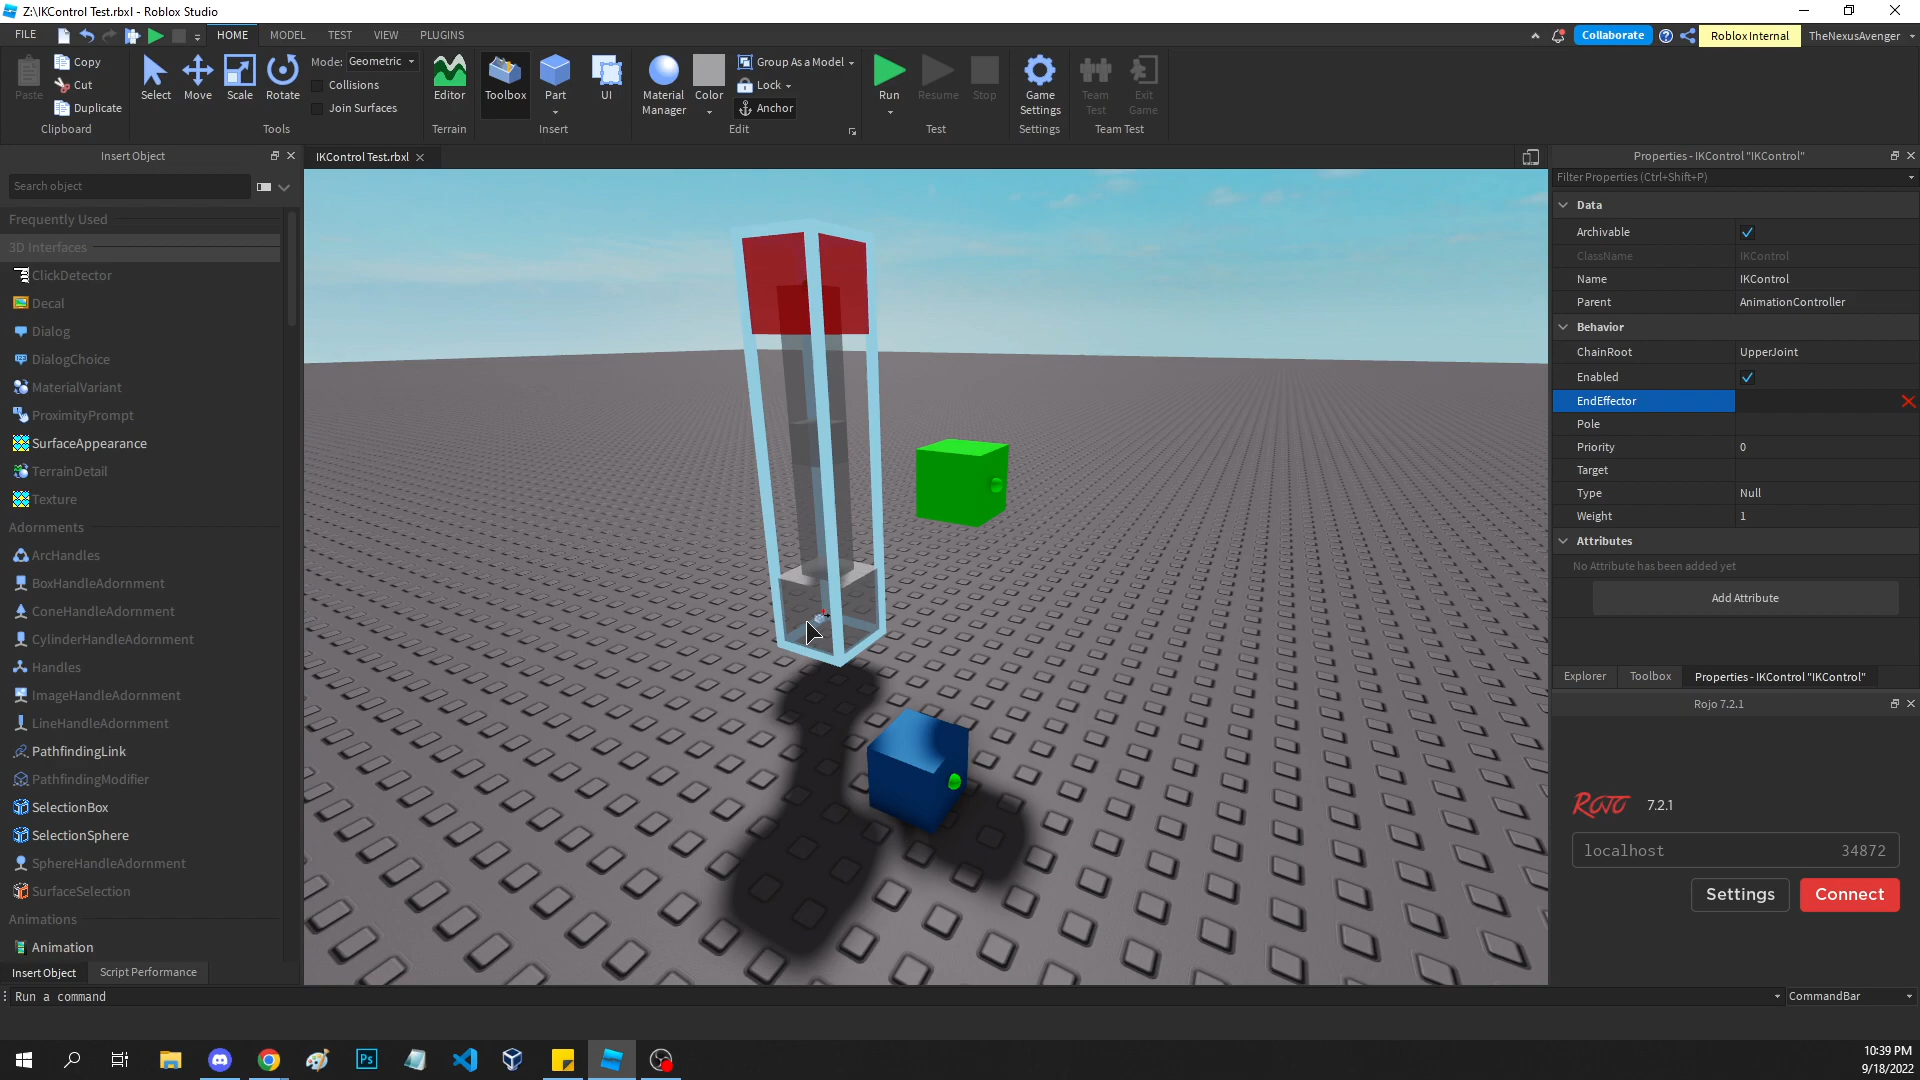 Z:\IKControl Test.rbxl - Roblox Studio
FILE
HOME
MODEL
TEST
VIEW
PLUGINS
Collaborate
Roblox Internal
TheNexusAvenger
Paste
Copy
Cut
Duplicate
Clipboard
Select
Move
Scale
Rotate
Mode: Geometric
Collisions
Join Surfaces
Tools
Editor
Terrain
Toolbox
Part
UI
Insert
Material
Manager
Color
Group As a Model
Lock
Anchor
Edit
Run
Resume
Stop
Test
Game
Settings
Settings
Team
Test
Exit
Game
Team Test
Insert Object
Search object
Frequently Used
3D Interfaces
ClickDetector
Decal
Dialog
DialogChoice
MaterialVariant
ProximityPrompt
SurfaceAppearance
TerrainDetail
Texture
Adornments
ArcHandles
BoxHandleAdornment
ConeHandleAdornment
CylinderHandleAdornment
Handles
ImageHandleAdornment
LineHandleAdornment
PathfindingLink
PathfindingModifier
SelectionBox
SelectionSphere
SphereHandleAdornment
SurfaceSelection
Animations
Animation
Insert Object
Script Performance
IKControl Test.rbxl
Properties - IKControl "IKControl"
Filter Properties (Ctrl+Shift+P)
Data
Archivable
ClassName IKControl
Name IKControl
Parent AnimationController
Behavior
ChainRoot UpperJoint
Enabled
EndEffector
Pole
Priority 0
Target
Type Null
Weight 1
Attributes
No Attribute has been added yet
Add Attribute
Explorer
Toolbox
Properties - IKControl "IKControl"
Rojo 7.2.1
ROJO 7.2.1
localhost 34872
Settings
Connect
Run a command
CommandBar
Ps
10:39 PM
9/18/2022